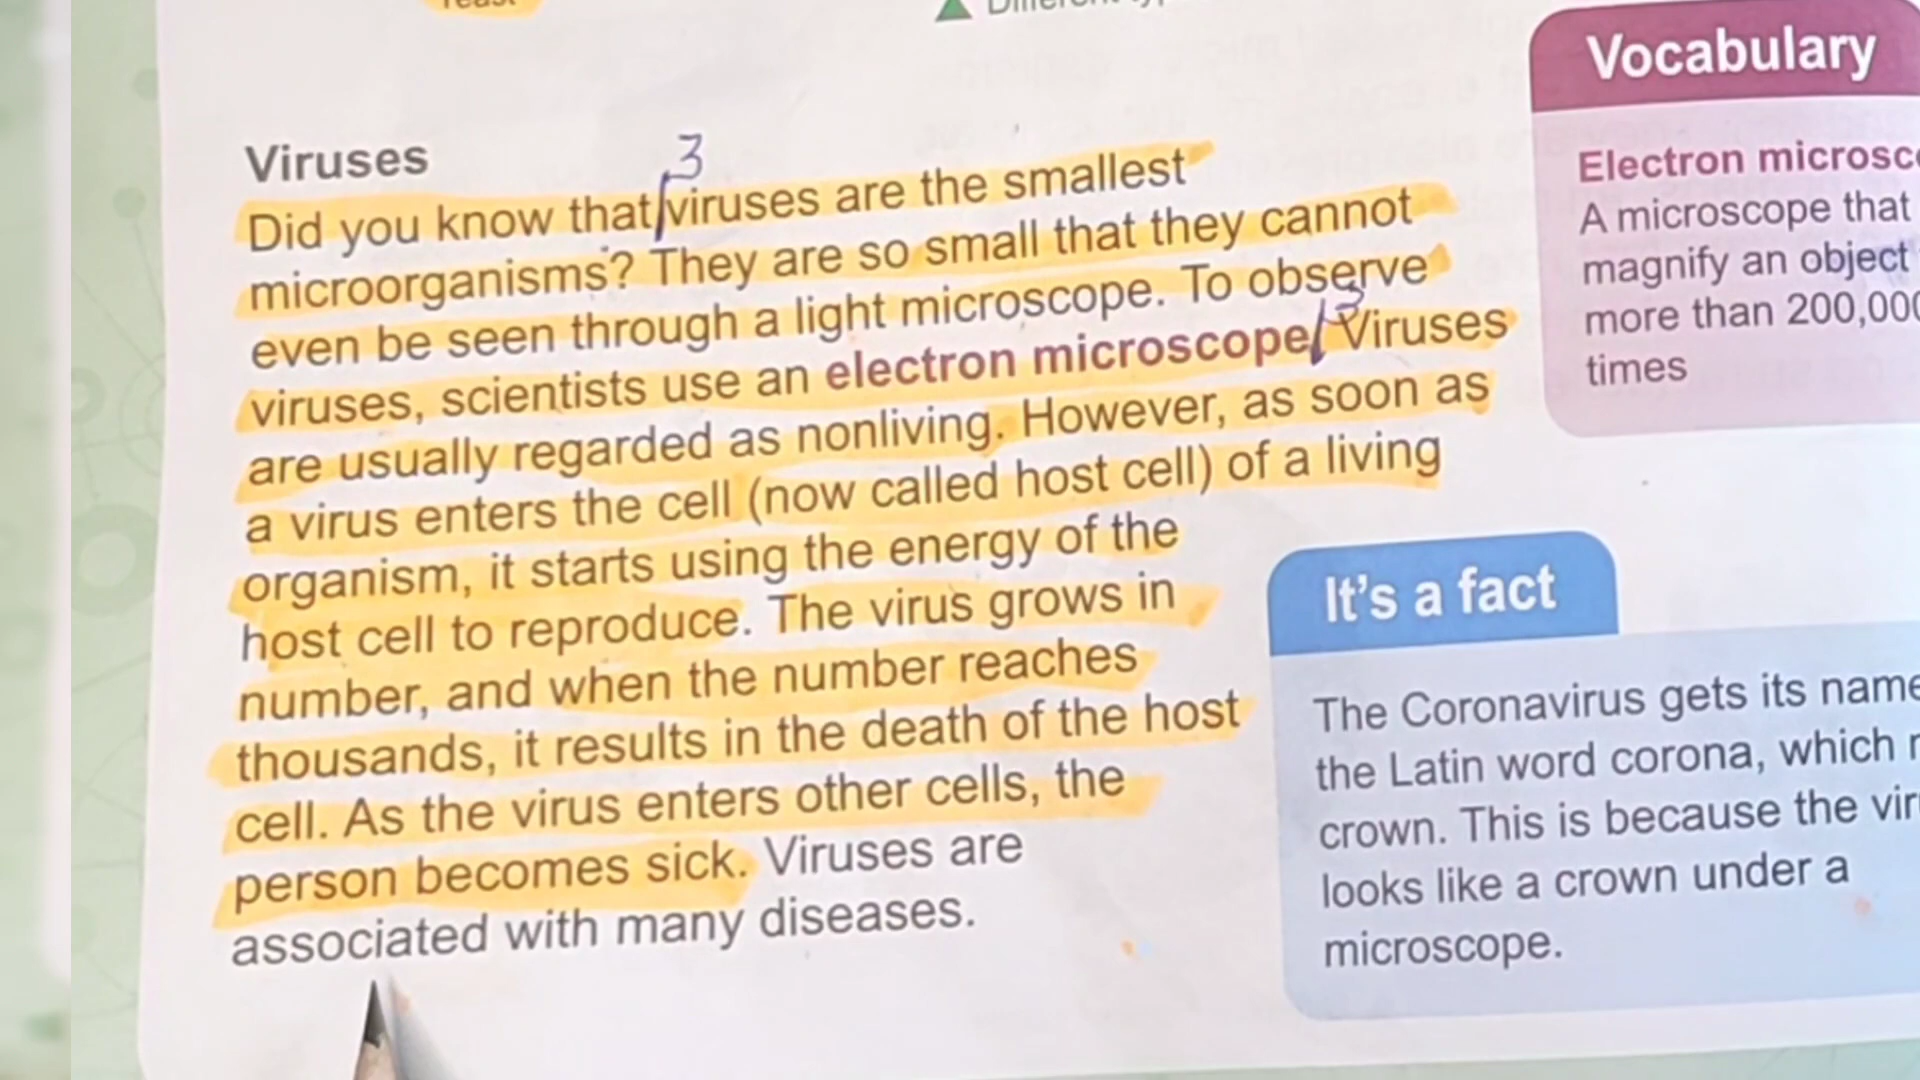 Vocabulary
Viruses
3
Did you know that viruses are the smallest
microorganisms? They are so small that they cannot
even be seen through a light microscope. To observe
viruses, scientists use an electron microscope. Viruses
3
are usually regarded as nonliving. However, as soon as
a virus enters the cell (now called host cell) of a living
organism, it starts using the energy of the
host cell to reproduce. The virus grows in
number, and when the number reaches
thousands, it results in the death of the host
cell. As the virus enters other cells, the
person becomes sick. Viruses are
associated with many diseases.
Electron
A microscope that
magnify an object
more than
times
It's a fact
The Coronavirus gets its name
the Latin word corona, which
crown. This is because the
looks like a crown under a
microscope.